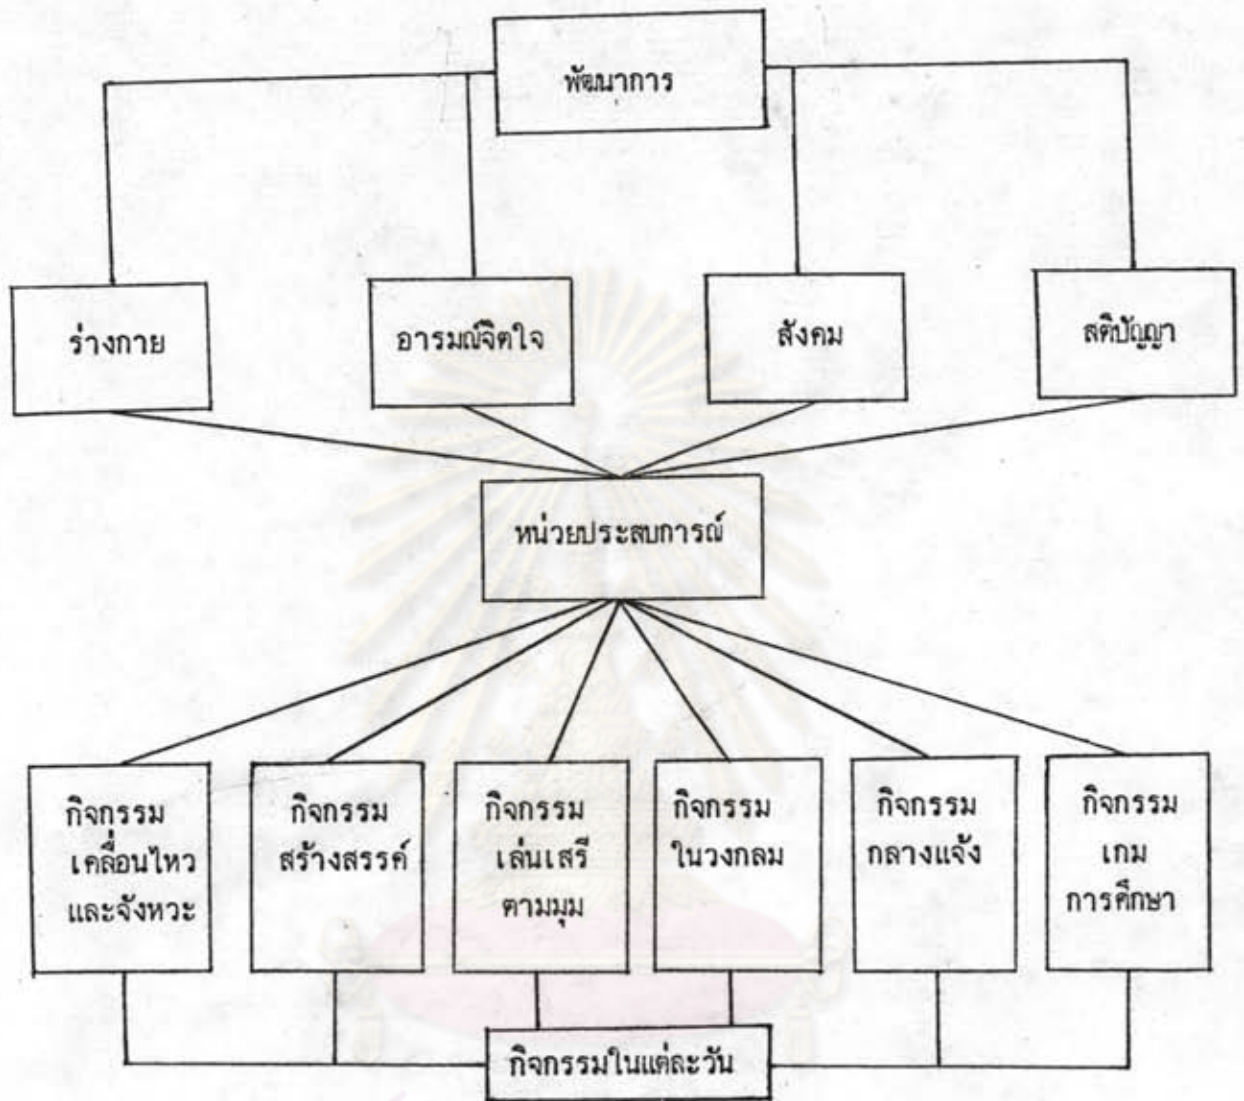 พัฒนาการ
ร่างกาย
อารมณ์จิตใจ
สังคม
สติปัญญา
หน่วยประสบการณ์
กิจกรรม
เคลื่อนไหว
และจังหวะ
กิจกรรม
สร้างสรรค์
กิจกรรม
เล่นเสรี
ตามมุม
กิจกรรม
ในวงกลม
กิจกรรม
กลางแจ้ง
กิจกรรม
เกม
การศึกษา
กิจกรรมในแต่ละวัน